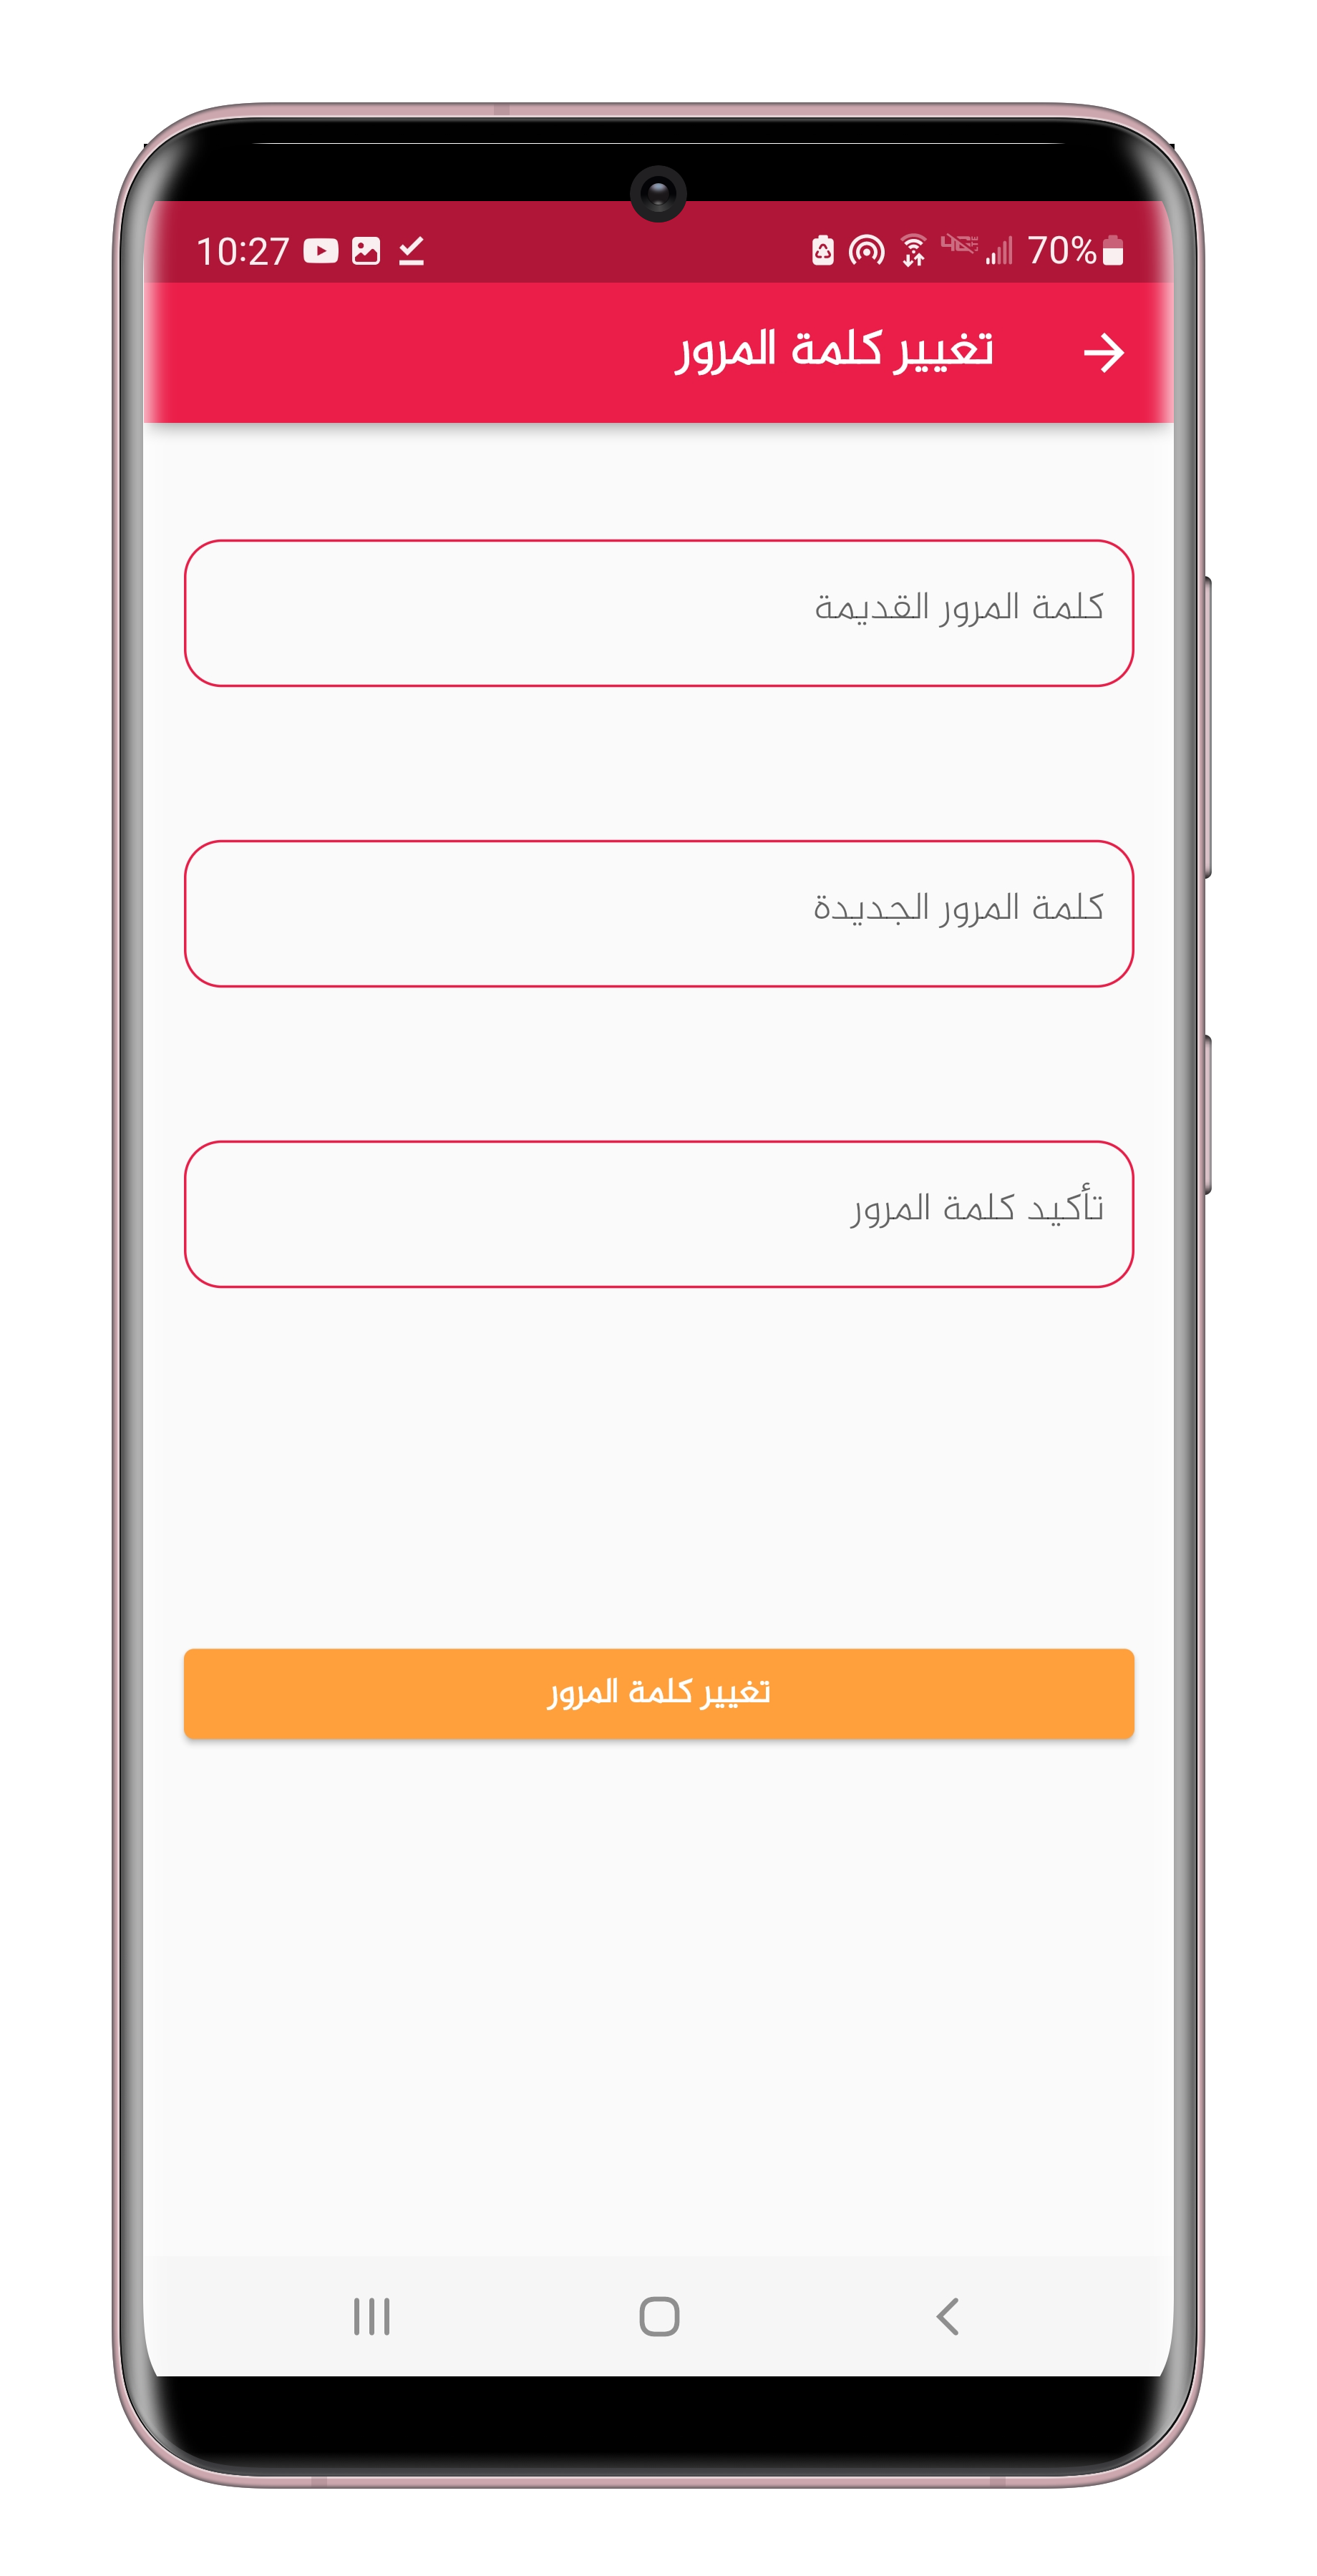 10:27 70%
تغيير كلمة المرور
كلمة المرور القديمة
كلمة المرور الجديدة
تأكيد كلمة المرور
تغيير كلمة المرور